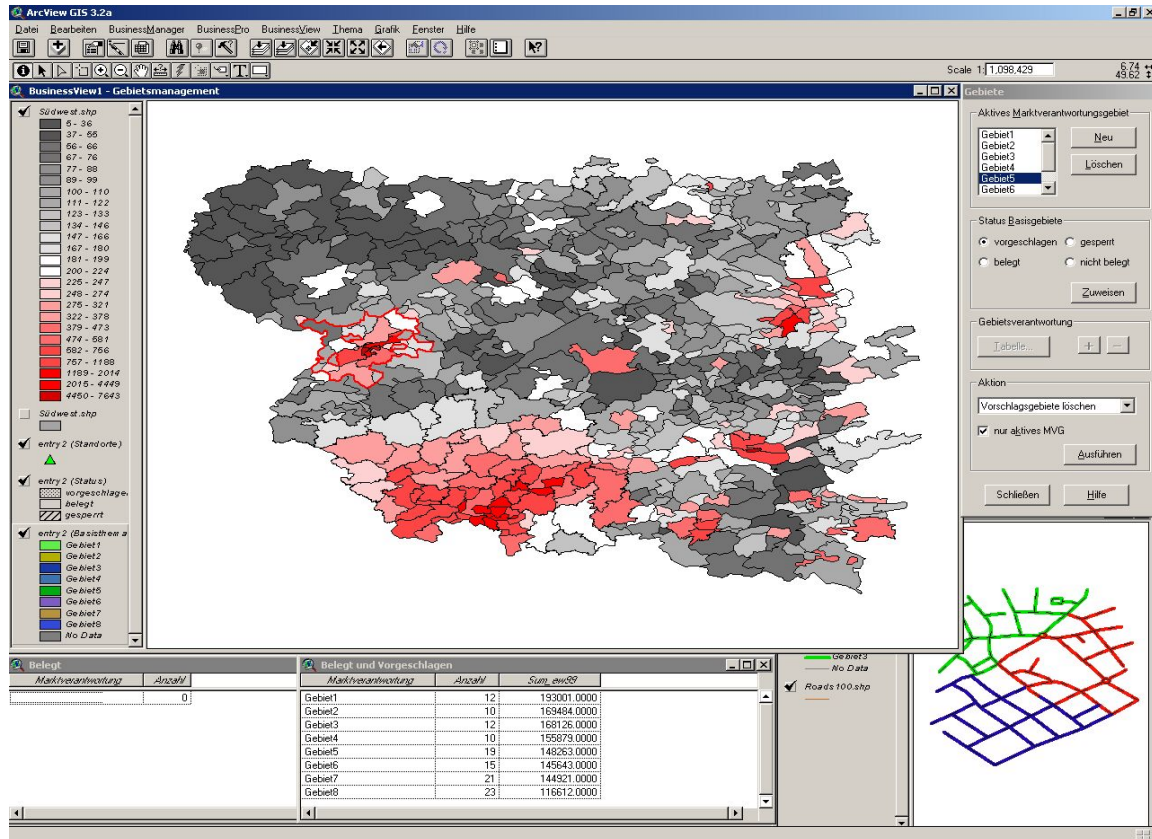 ArcView GIS 3.2a
Datei Bearbeiten BusinessManager BusinessPro BusinessView Thema Grafik Fenster Hilfe
Scale 1: 1,098,429
6.74
49.62
BusinessView1 - Gebietsmanagement
Südwest.shp
5 - 36
37 - 55
56 - 66
67 - 76
77 - 88
89 - 99
100 - 110
111 - 122
123 - 133
134 - 146
147 - 166
167 - 180
181 - 199
200 - 224
225 - 247
248 - 274
275 - 321
322 - 378
379 - 473
474 - 581
582 - 756
757 - 1188
1189 - 2014
2015 - 4449
4450 - 7643
Südwest.shp
entry 2 (Standorte)
entry 2 (Status)
vorgeschlage
belegt
gesperrt
entry 2 (Basisthema
Gebiet1
Gebiet2
Gebiet3
Gebiet4
Gebiet5
Gebiet6
Gebiet7
Gebiet8
No Data
Gebiete
Aktives Marktverantwortungsgebiet
Gebiet1
Gebiet2
Gebiet3
Gebiet4
Gebiet5
Gebiet6
Neu
Löschen
Status Basisgebiete
vorgeschlagen gesperrt
belegt nicht belegt
Zuweisen
Gebietsverantwortung
Tabelle... + -
Aktion
Vorschlagsgebiete löschen
nur aktives MVG
Ausführen
Schließen Hilfe
Belegt
Marktverantwortung Anzahl
0
Belegt und Vorgeschlagen
Marktverantwortung Anzahl Sum_ew99
Gebiet1 12 193001.0000
Gebiet2 10 169484.0000
Gebiet3 12 168126.0000
Gebiet4 10 155879.0000
Gebiet5 19 148263.0000
Gebiet6 15 145643.0000
Gebiet7 21 144921.0000
Gebiet8 23 116612.0000
Gebiet3
No Data
Roads100.shp